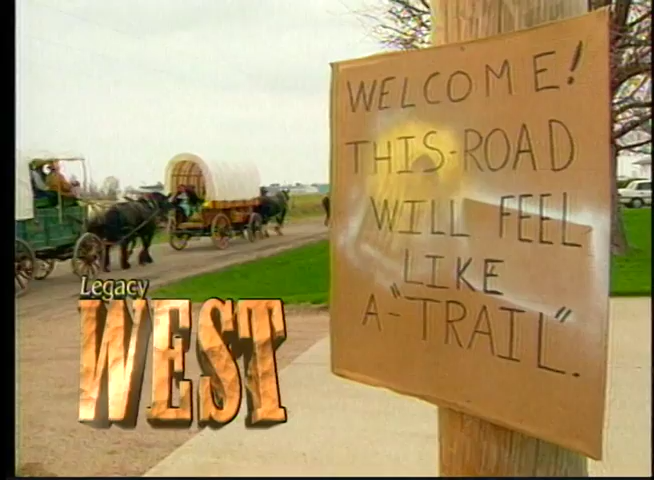 WELCOME!
THIS-ROAD
WILL FEEL
LIKE
A-"TRAIL".
Legacy
WEST